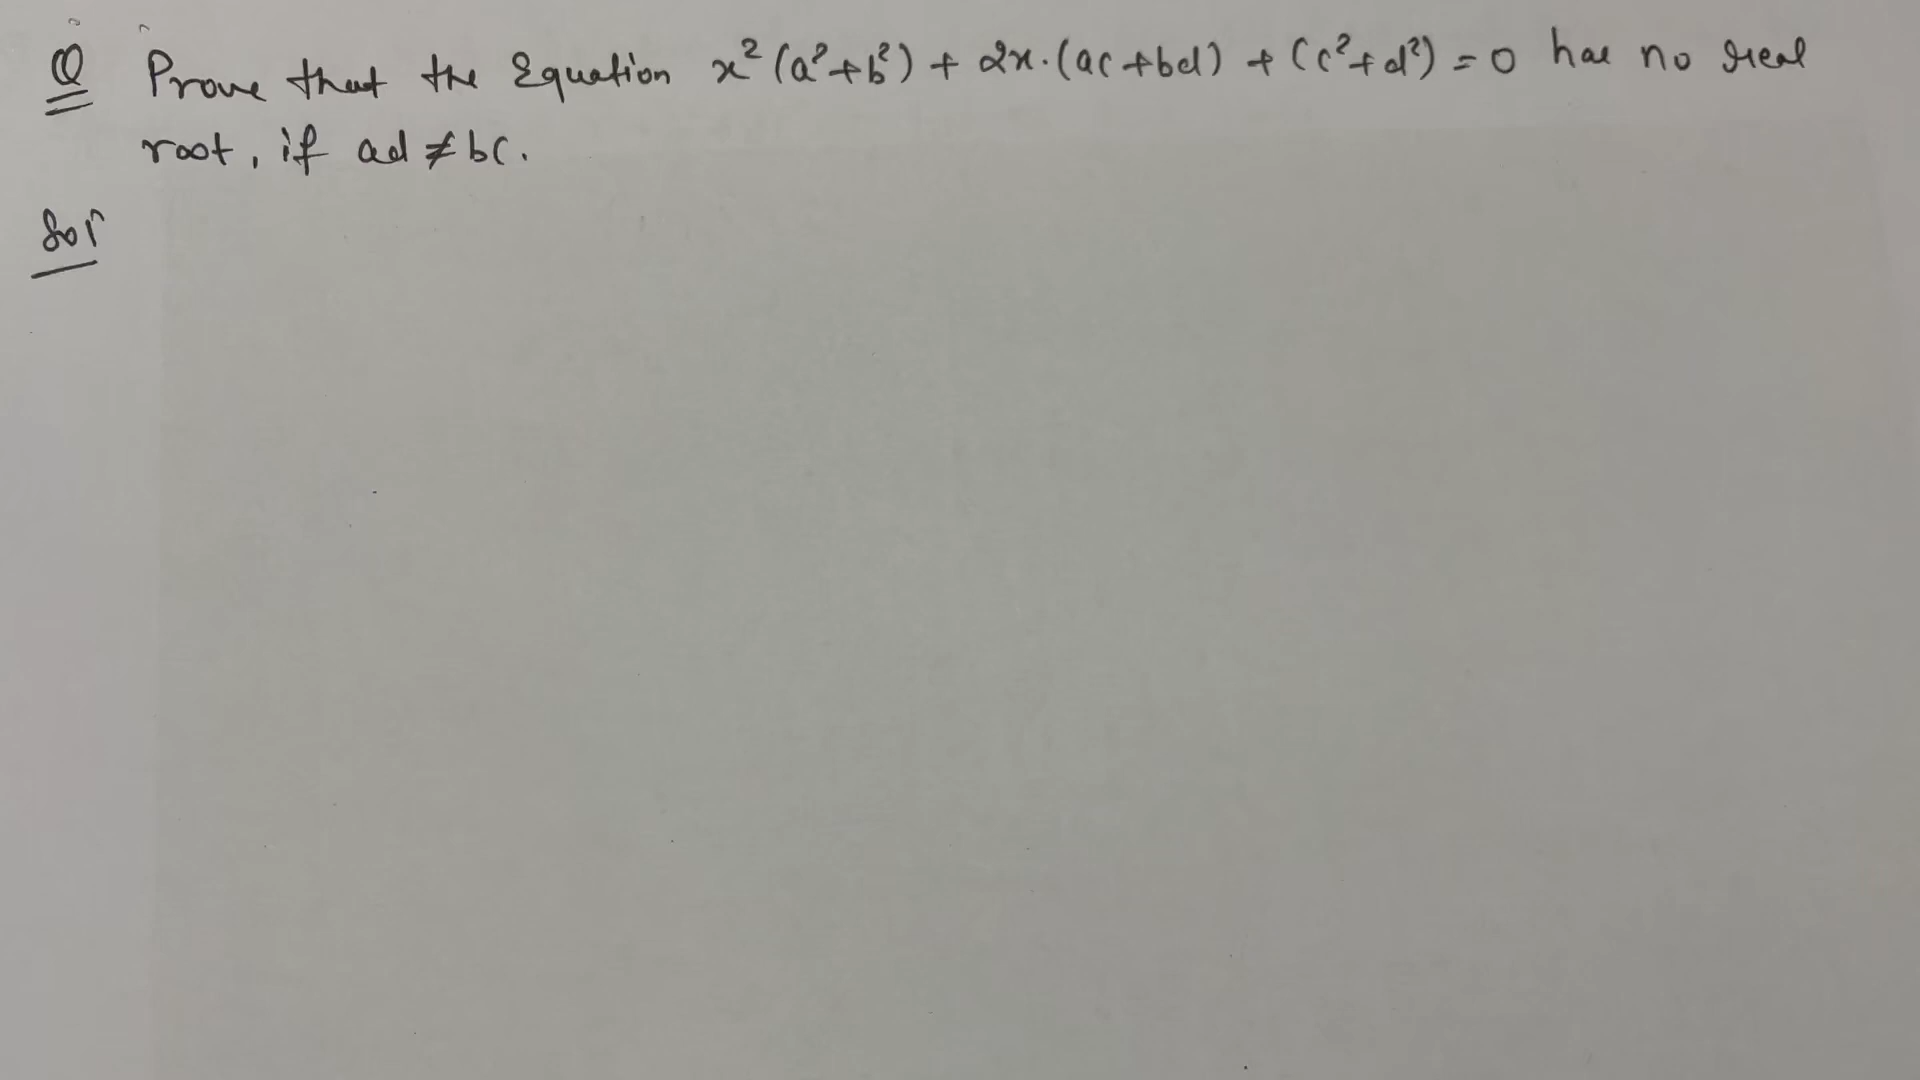 Q Prove that the Equation x²(a²+b²) + 2x.(ac+bd) + (c²+d²) = 0 has no real
root, if ad ≠ bc.
Sol